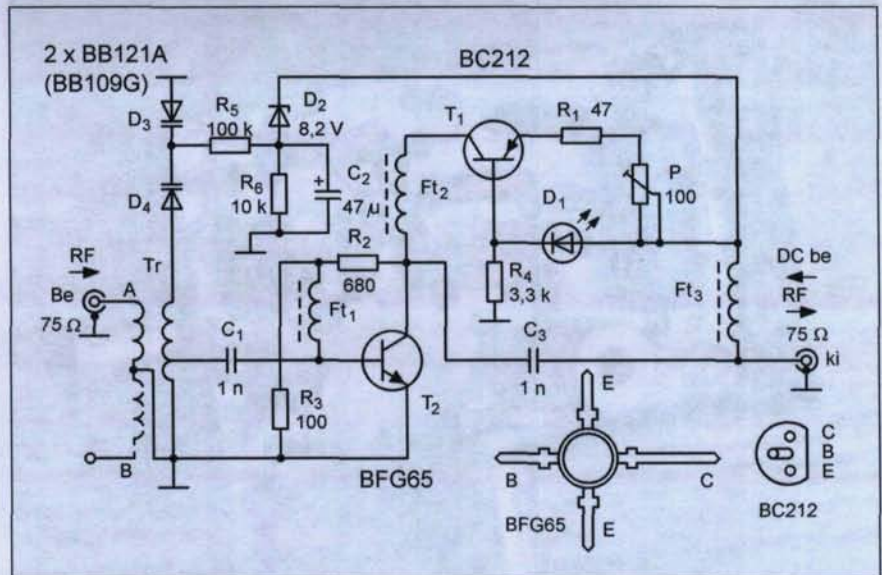 2 x BB121A
(BB109G)
BC212
D3
D4
R5
100 k
D2
8,2 V
T1
R1 47
R6
10 k
C2
+
47 μ
Ft2
D1
P
100
R2
680
R4
3,3 k
Ft3
DC be
RF
75 Ω
ki
RF
Be
75 Ω
A
Tr
B
C1
1 n
Ft1
R3
100
T2
C3
1 n
BFG65
E
B
C
E
BFG65
C
B
E
BC212